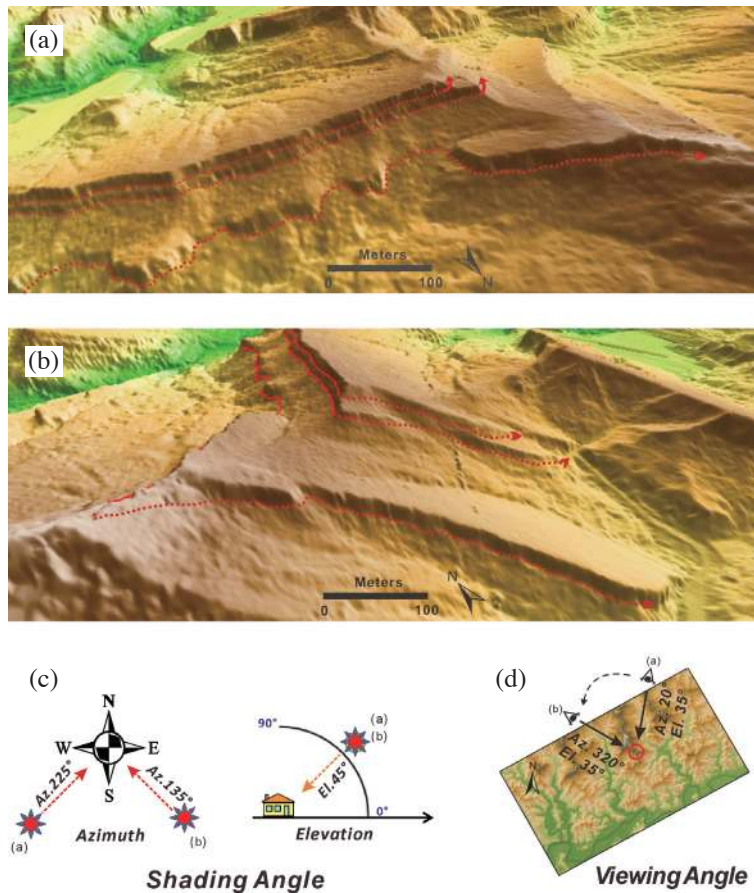 (a)
Meters
0 100
N
(b)
Meters
0 100
N
(c)
N
W E
S
Az.225°
Az.135°
(a)
(b)
Azimuth
90°
(a)
(b)
El.45°
0°
Elevation
Shading Angle
(d)
(a)
(b)
Az. 20°
El. 35°
Az. 320°
El. 35°
N
Viewing Angle